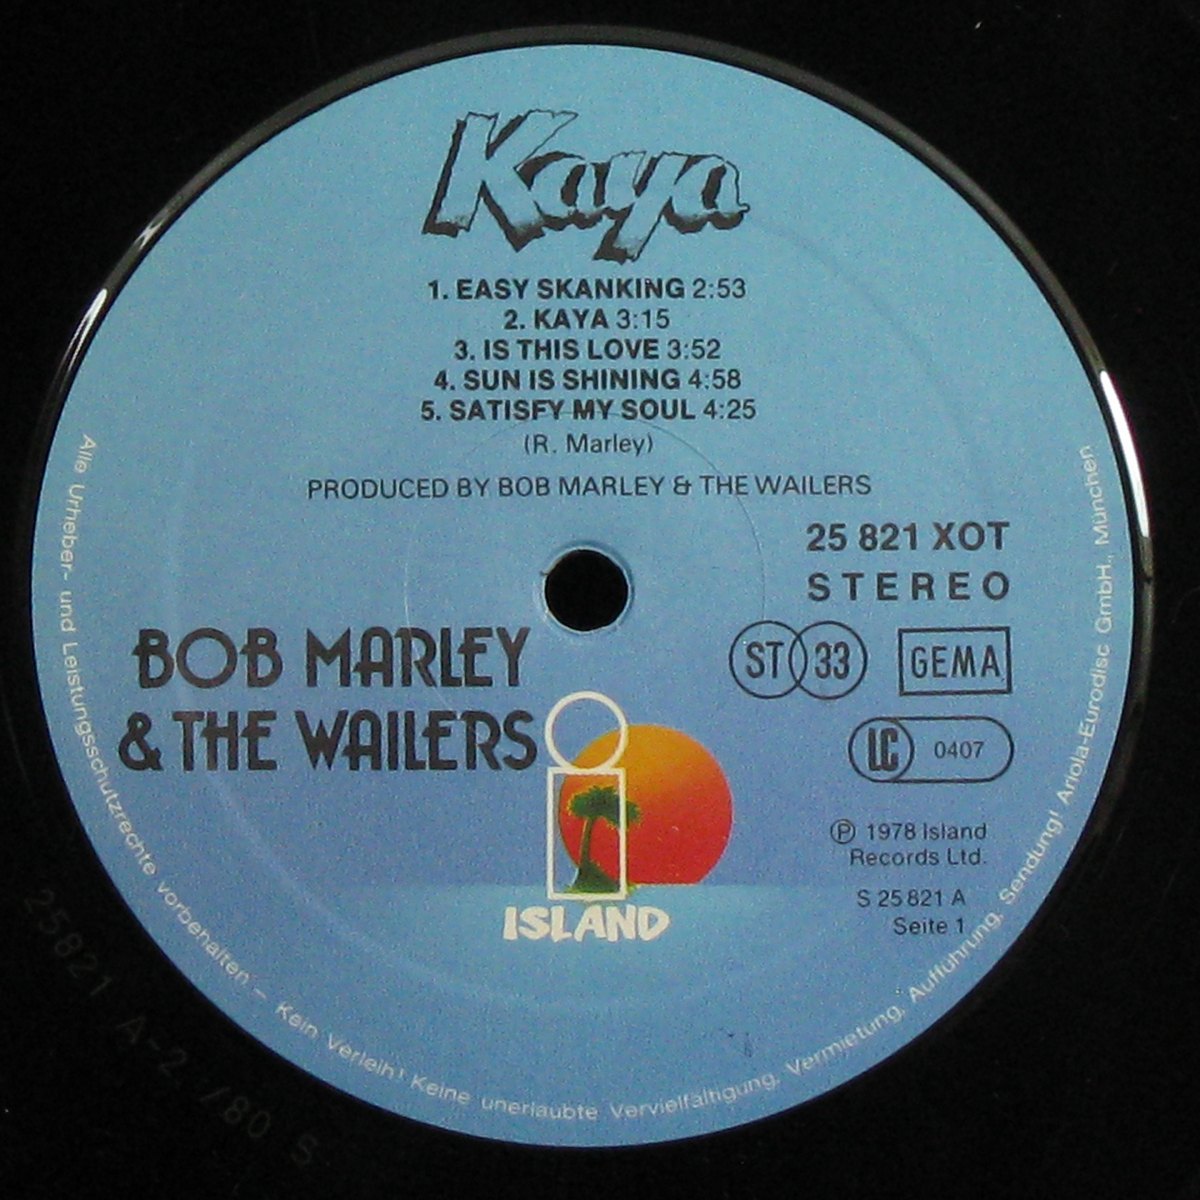 Kaya
1. EASY SKANKING 2:53
2. KAYA 3:15
3. IS THIS LOVE 3:52
4. SUN IS SHINING 4:58
5. SATISFY MY SOUL 4:25
(R. Marley)
PRODUCED BY BOB MARLEY & THE WAILERS
25 821 XOT
STEREO
BOB MARLEY
& THE WAILERS
ST 33
GEMA
LC 0407
℗ 1978 Island
Records Ltd.
S 25 821 A
Seite 1
i
ISLAND
Alle Urheber- und Leistungsschutzrechte vorbehalten – Kein Verleih! Keine unerlaubte Vervielfältigung, Vermietung, Aufführung, Sendung! Ariola-Eurodisc GmbH., München
25821 A-2 /80 S